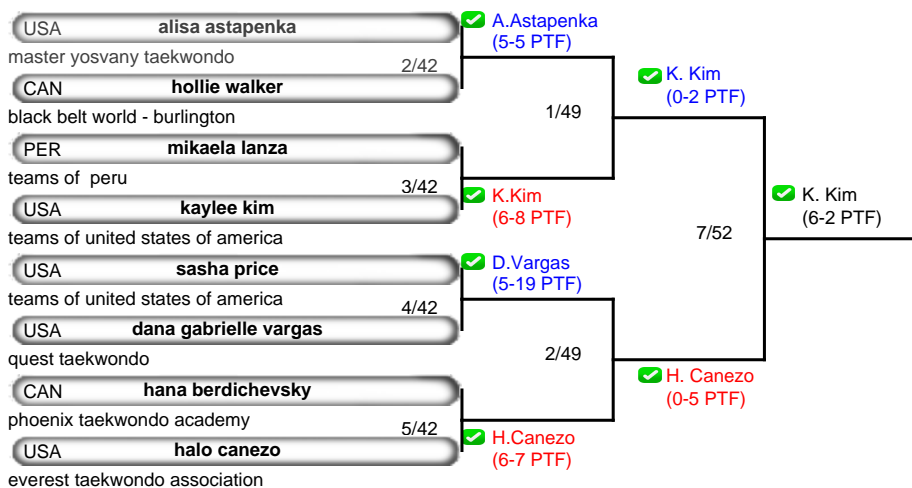 USA alisa astapenka
master yosvany taekwondo
2/42
CAN hollie walker
black belt world - burlington
PER mikaela lanza
teams of  peru
3/42
USA kaylee kim
teams of united states of america
USA sasha price
teams of united states of america
4/42
USA dana gabrielle vargas
quest taekwondo
CAN hana berdichevsky
phoenix taekwondo academy
5/42
USA halo canezo
everest taekwondo association
A.Astapenka
(5-5 PTF)
1/49
K.Kim
(6-8 PTF)
D.Vargas
(5-19 PTF)
2/49
H.Canezo
(6-7 PTF)
K. Kim
(0-2 PTF)
7/52
H. Canezo
(0-5 PTF)
K. Kim
(6-2 PTF)